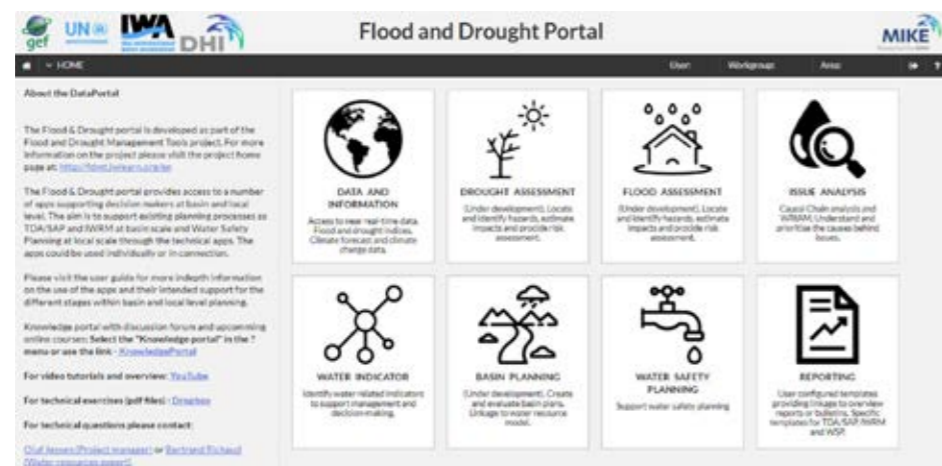 gef
UN
IWA
DHI
Flood and Drought Portal
MIKE
HOME
User:
Workgroup:
Area:
?
About the DataPortal
The Flood & Drought portal is developed as part of the
Flood and Drought Management Tools project. For more
information on the project please visit the project home
page at:
The Flood & Drought portal provides access to a number
of apps supporting decision makers at basin and local
level. The aim is to support existing planning processes as
TDA/SAP and IWRM at basin scale and Water Safety
Planning at local scale through the technical apps. The
apps could be used individually or in connection.
Please visit the user guide for more indepth information
on the use of the apps and their intended support for the
different stages within basin and local level planning.
Knowledge portal with discussion forum and upcomming
online courses: Select the "Knowledge portal" in the ?
menu or use the link - KnowledgePortal
For video tutorials and overview: YouTube
For technical exercises (pdf files) : Dropbox
For technical questions please contact:
(Project manager) or Bertrand Richaud
(Water resources expert)
DATA AND
INFORMATION
Access to near real-time data.
Flood and drought indices.
Climate forecast and climate
change data.
DROUGHT ASSESSMENT
(Under development). Locate
and identify hazards, estimate
impacts and provide risk
assessment.
FLOOD ASSESSMENT
(Under development). Locate
and identify hazards, estimate
impacts and provide risk
assessment.
ISSUE ANALYSIS
Causal Chain analysis and
Understand and
prioritise the causes behind
issues.
WATER INDICATOR
Identify water related indicators
to support management and
decision-making.
BASIN PLANNING
(Under development). Create
and evaluate basin plans.
Linkage to water resource
model.
WATER SAFETY
PLANNING
Support water safety planning
REPORTING
User configured templates
providing linkage to overview
reports or bulletins. Specific
templates for TDA/SAP, IWRM
and WSP.